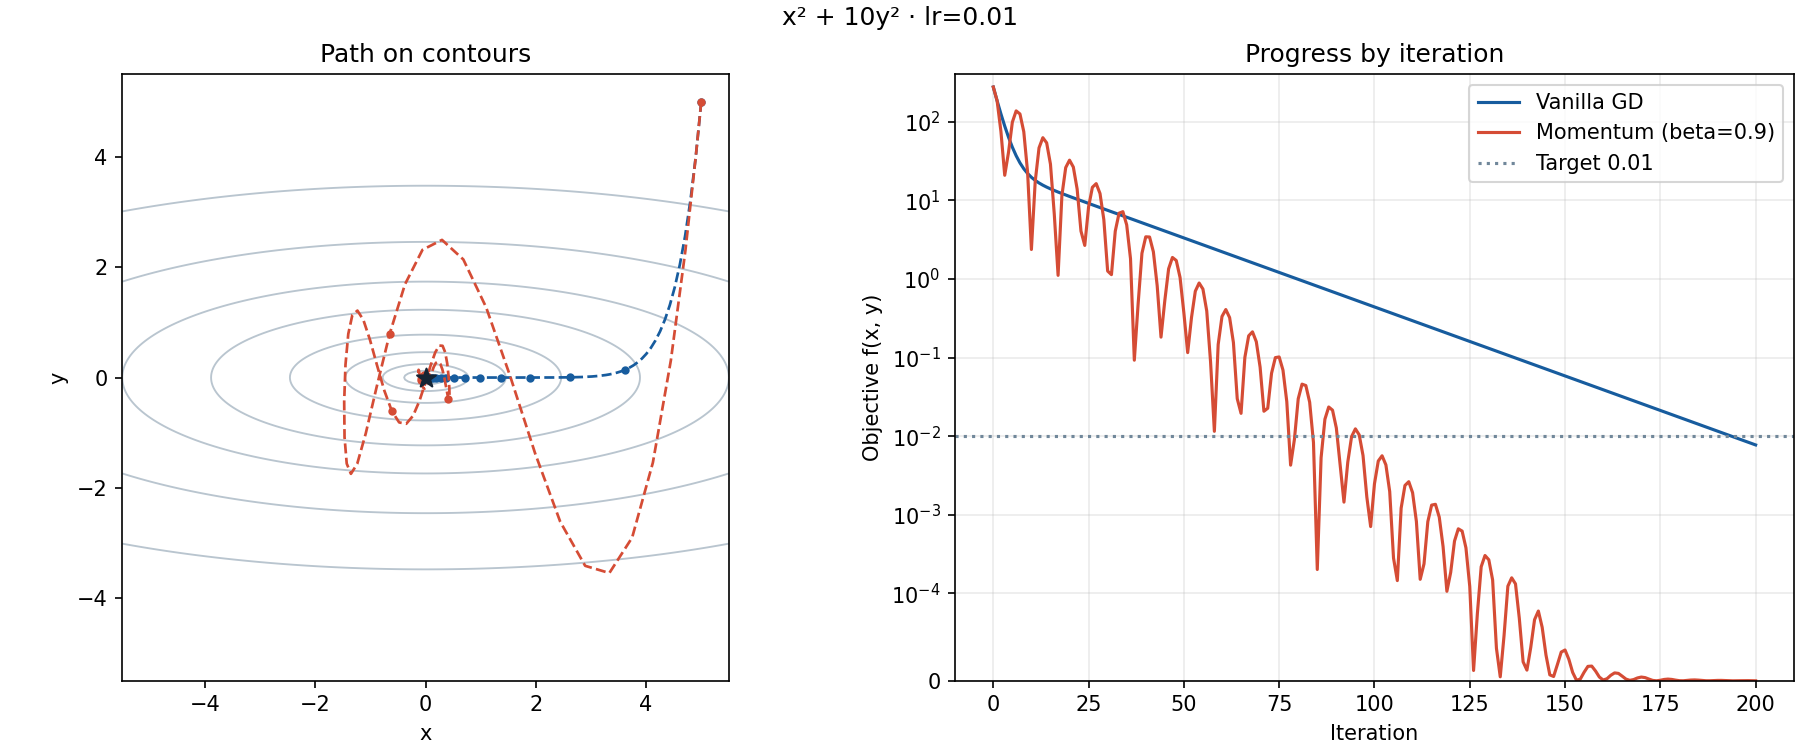 x² + 10y² · lr=0.01
Path on contours
y
4
2
0
−2
−4
−4 −2 0 2 4
x
Progress by iteration
Objective f(x, y)
10²
10¹
10⁰
10⁻¹
10⁻²
10⁻³
10⁻⁴
0
Vanilla GD
Momentum (beta=0.9)
Target 0.01
0 25 50 75 100 125 150 175 200
Iteration